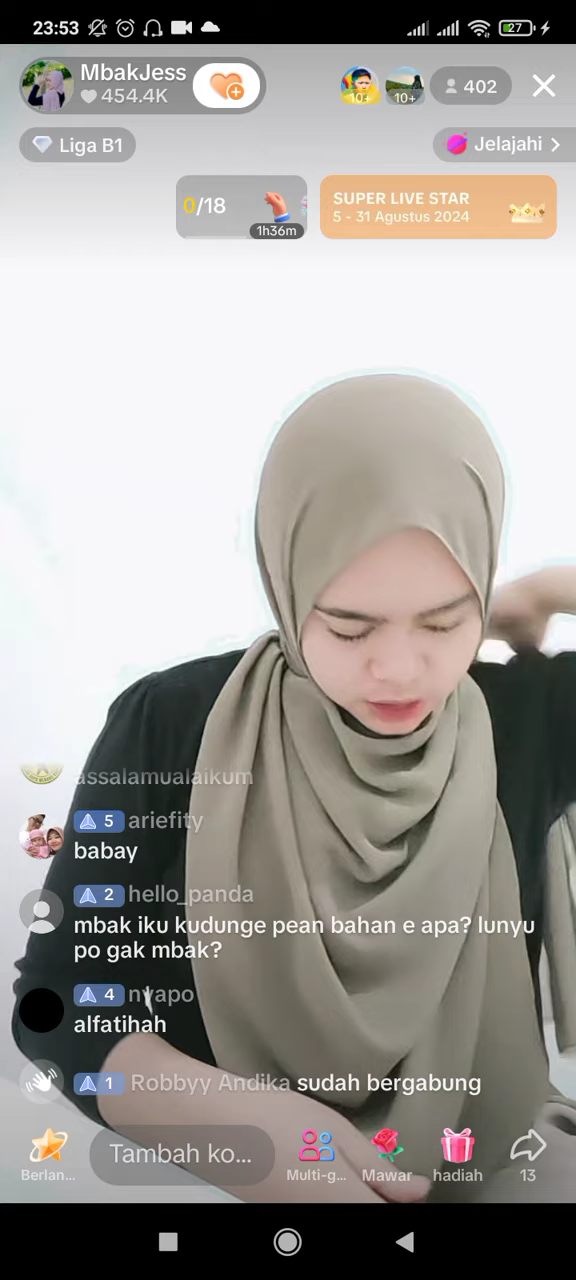 23:53
27
MbakJess
454.4K
10+
10+
402
Liga B1
Jelajahi
0/18
1h36m
SUPER LIVE STAR
5 - 31 Agustus 2024
assalamualaikum
5 ariefity
babay
2 hello_panda
mbak iku kudunge pean bahan e apa? lunyu
po gak mbak?
4 nyapo
alfatihah
1 Robbyy Andika sudah bergabung
Tambah ko...
Berlan...
Multi-g...
Mawar
hadiah
13